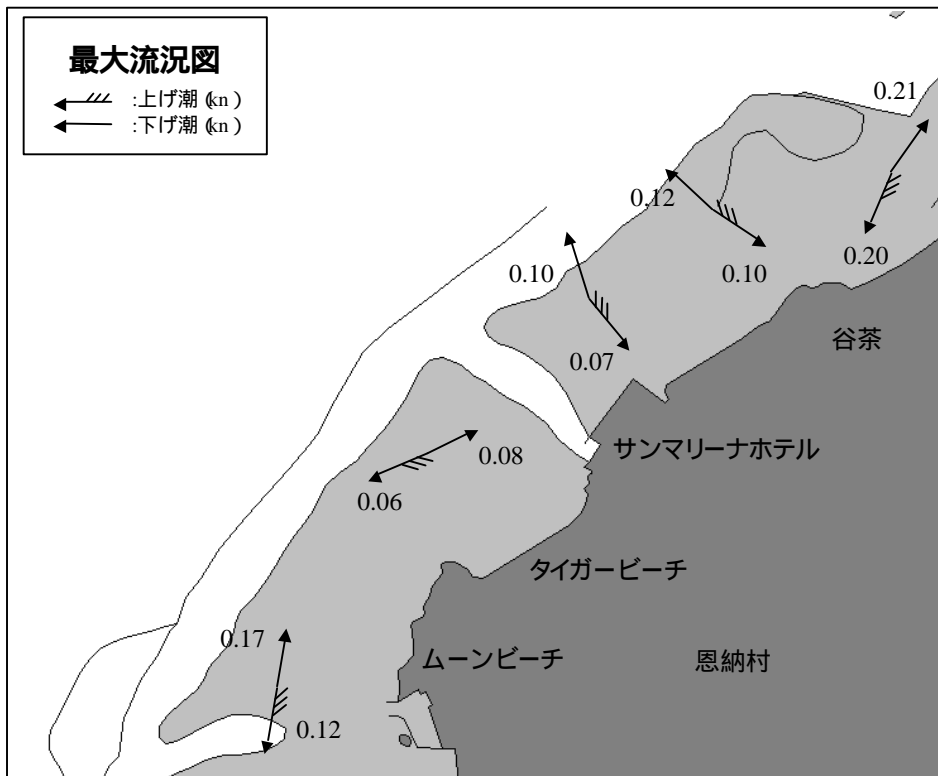 最大流況図
:上げ潮 (kn)
:下げ潮 (kn)
0.21
0.12
0.20
0.10
0.10
谷茶
0.07
サンマリーナホテル
0.08
0.06
タイガービーチ
0.17
ムーンビーチ
恩納村
0.12